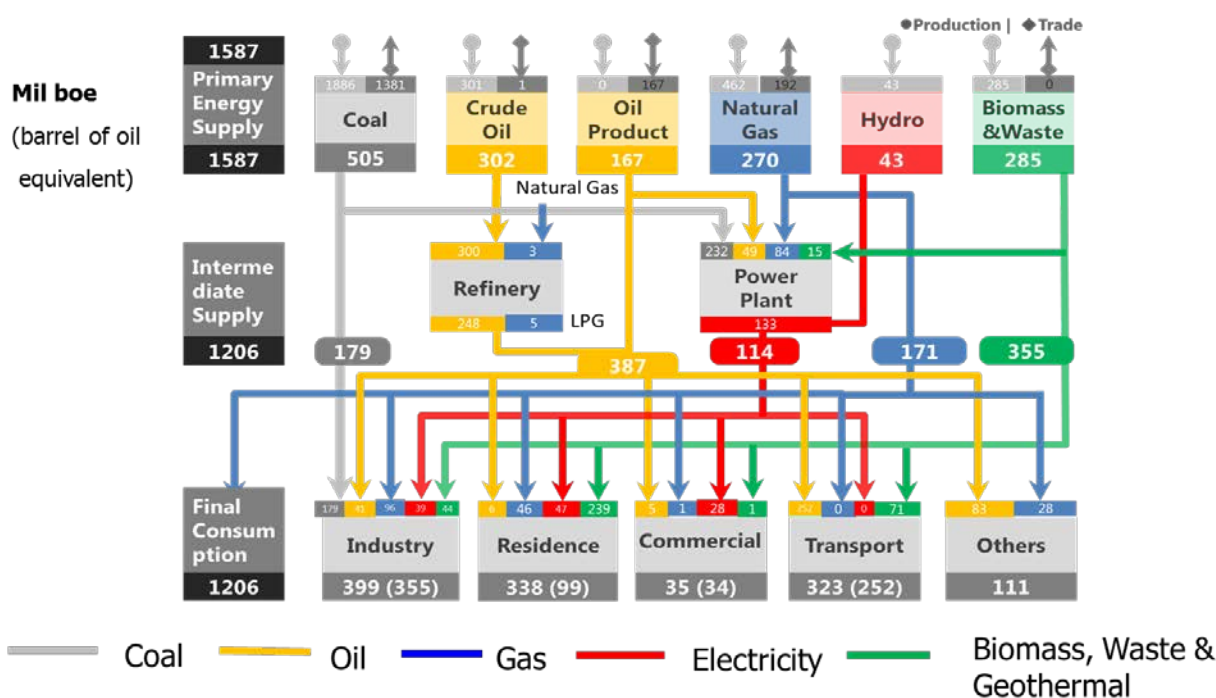 ●Production | ◆Trade
1587
Primary
Energy
Supply
1587
Mil boe
(barrel of oil
equivalent)
1886 1381
Coal
505
301 1
Crude
Oil
302
0 167
Oil
Product
167
462 192
Natural
Gas
270
43
Hydro
43
285 0
Biomass
&Waste
285
Natural Gas
Interme
diate
Supply
1206
300 3
Refinery
248 5
LPG
232 49 84 15
Power
Plant
133
179
387
114
171
355
Final
Consum
ption
1206
179 41 96 39 44
Industry
399 (355)
6 46 47 239
Residence
338 (99)
5 1 28 1
Commercial
35 (34)
252 0 0 71
Transport
323 (252)
83 28
Others
111
Coal
Oil
Gas
Electricity
Biomass, Waste &
Geothermal